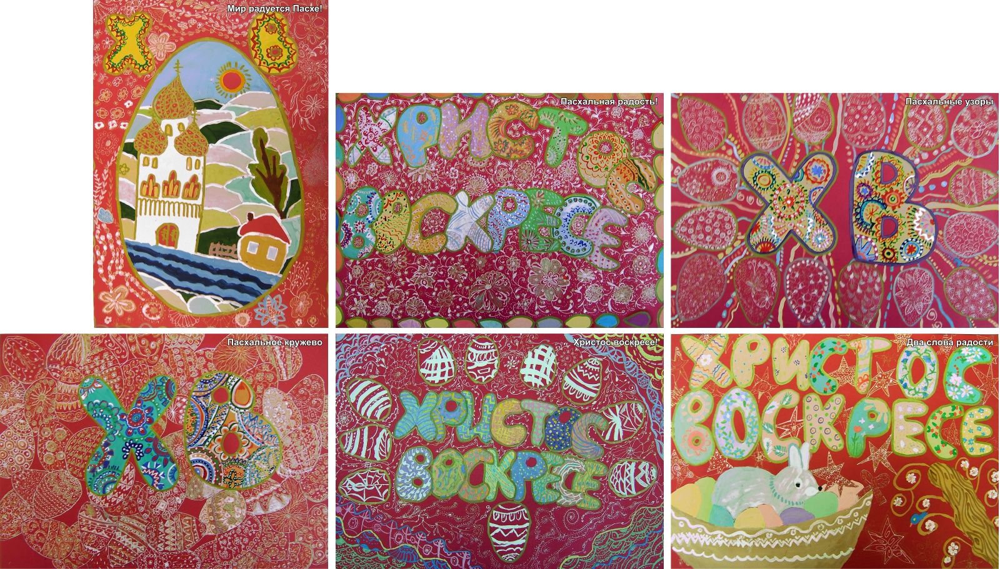 Мир радуется Пасхе!
Х В
Пасхальная радость!
ХРИСТОС
ВОСКРЕСЕ
Пасхальные узоры
Х В
Пасхальное кружево
Х В
Христос воскресе!
ХРИСТОС
ВОСКРЕСЕ
Два слова радости
ХРИСТОС
ВОСКРЕСЕ